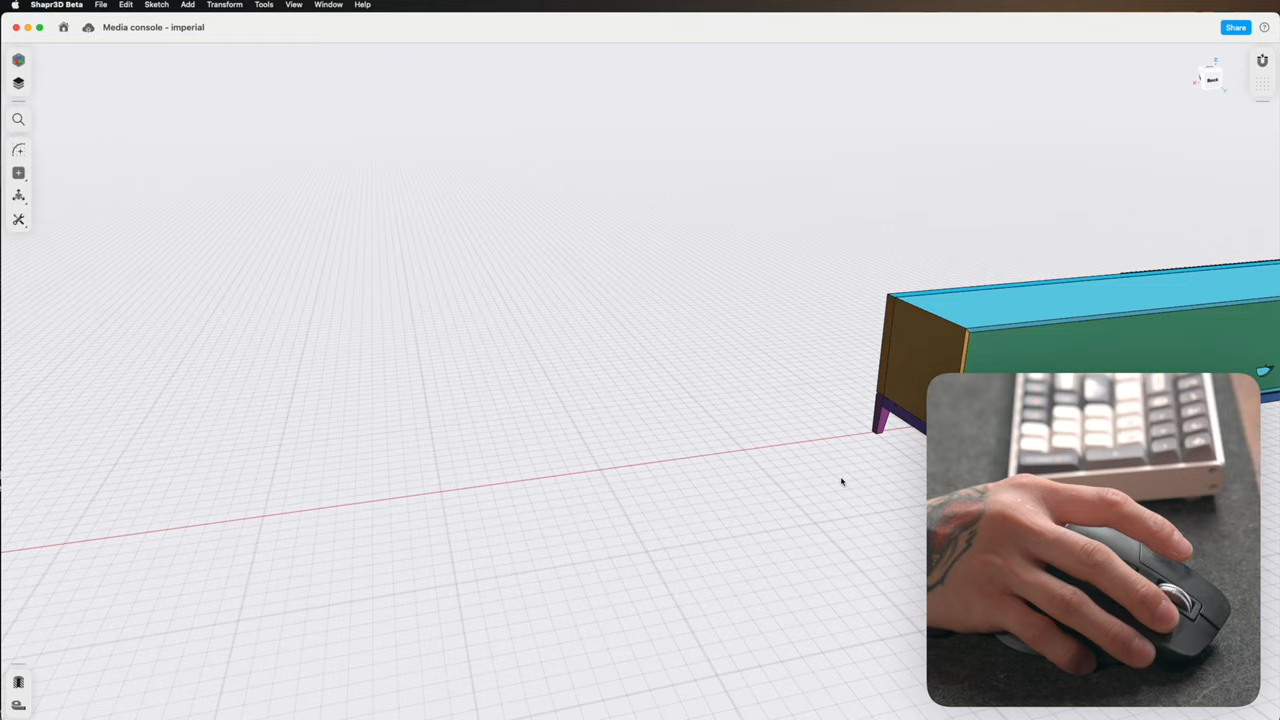 Shapr3D Beta File Edit Sketch Add Transform Tools View Window Help
Media console - imperial
Share
Back